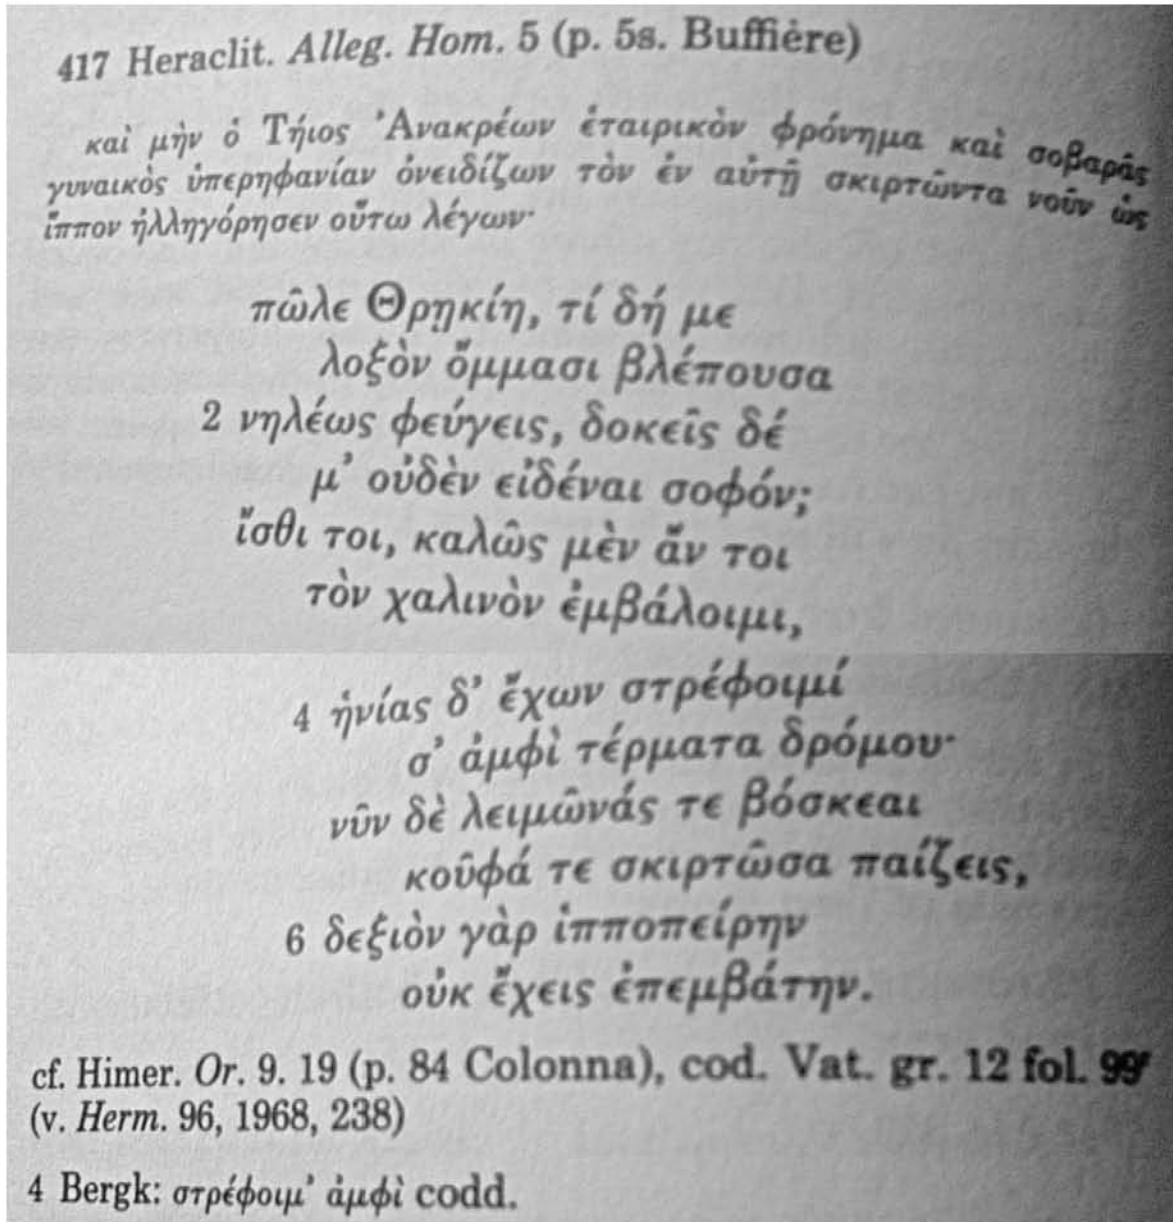 417 Heraclit. Alleg. Hom. 5 (p. 5s. Buffière)
καὶ μὴν ὁ Τήιος Ἀνακρέων ἑταιρικὸν φρόνημα καὶ σοβαρᾶς
γυναικὸς ὑπερηφανίαν ὀνειδίζων τὸν ἐν αὐτῇ σκιρτῶντα νοῦν ὡς
ἵππον ἠλληγόρησεν οὕτω λέγων·
πῶλε Θρῃκίη, τί δή με
λοξὸν ὄμμασι βλέπουσα
2 νηλέως φεύγεις, δοκεῖς δέ
μ’ οὐδὲν εἰδέναι σοφόν;
ἴσθι τοι, καλῶς μὲν ἄν τοι
τὸν χαλινὸν ἐμβάλοιμι,
4 ἡνίας δ’ ἔχων στρέφοιμί
σ’ ἀμφὶ τέρματα δρόμου·
νῦν δὲ λειμῶνάς τε βόσκεαι
κοῦφά τε σκιρτῶσα παίζεις,
6 δεξιὸν γὰρ ἱπποπείρην
οὐκ ἔχεις ἐπεμβάτην.
cf. Himer. Or. 9. 19 (p. 84 Colonna), cod. Vat. gr. 12 fol. 99r
(v. Herm. 96, 1968, 238)
4 Bergk: στρέφοιμ’ ἀμφὶ codd.